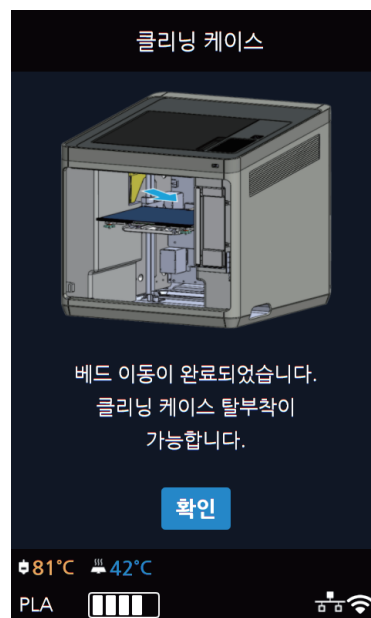 클리닝 케이스
베드 이동이 완료되었습니다.
클리닝 케이스 탈부착이
가능합니다.
확인
81°C 42°C
PLA